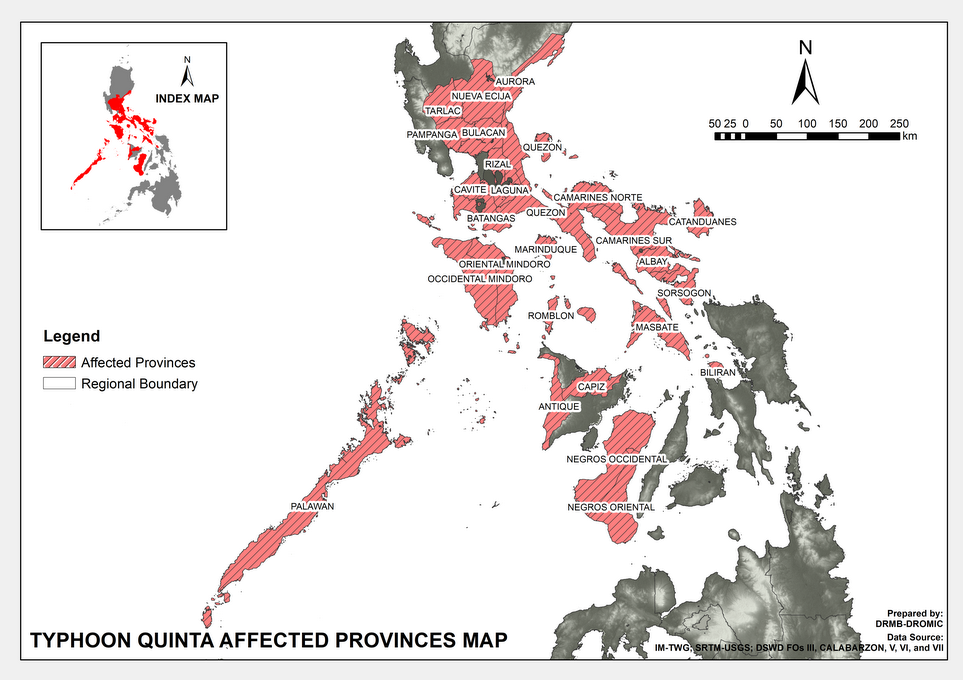 N
INDEX MAP
N
50 25 0 50 100 150 200 250
km
AURORA
NUEVA ECIJA
TARLAC
PAMPANGA
BULACAN
QUEZON
RIZAL
CAVITE
LAGUNA
CAMARINES NORTE
BATANGAS
QUEZON
CATANDUANES
CAMARINES SUR
MARINDUQUE
ALBAY
ORIENTAL MINDORO
OCCIDENTAL MINDORO
SORSOGON
ROMBLON
MASBATE
BILIRAN
CAPIZ
ANTIQUE
NEGROS OCCIDENTAL
NEGROS ORIENTAL
PALAWAN
Legend
Affected Provinces
Regional Boundary
TYPHOON QUINTA AFFECTED PROVINCES MAP
Prepared by:
DRMB-DROMIC
Data Source:
IM-TWG; SRTM-USGS; DSWD FOs III, CALABARZON, V, VI, and VII